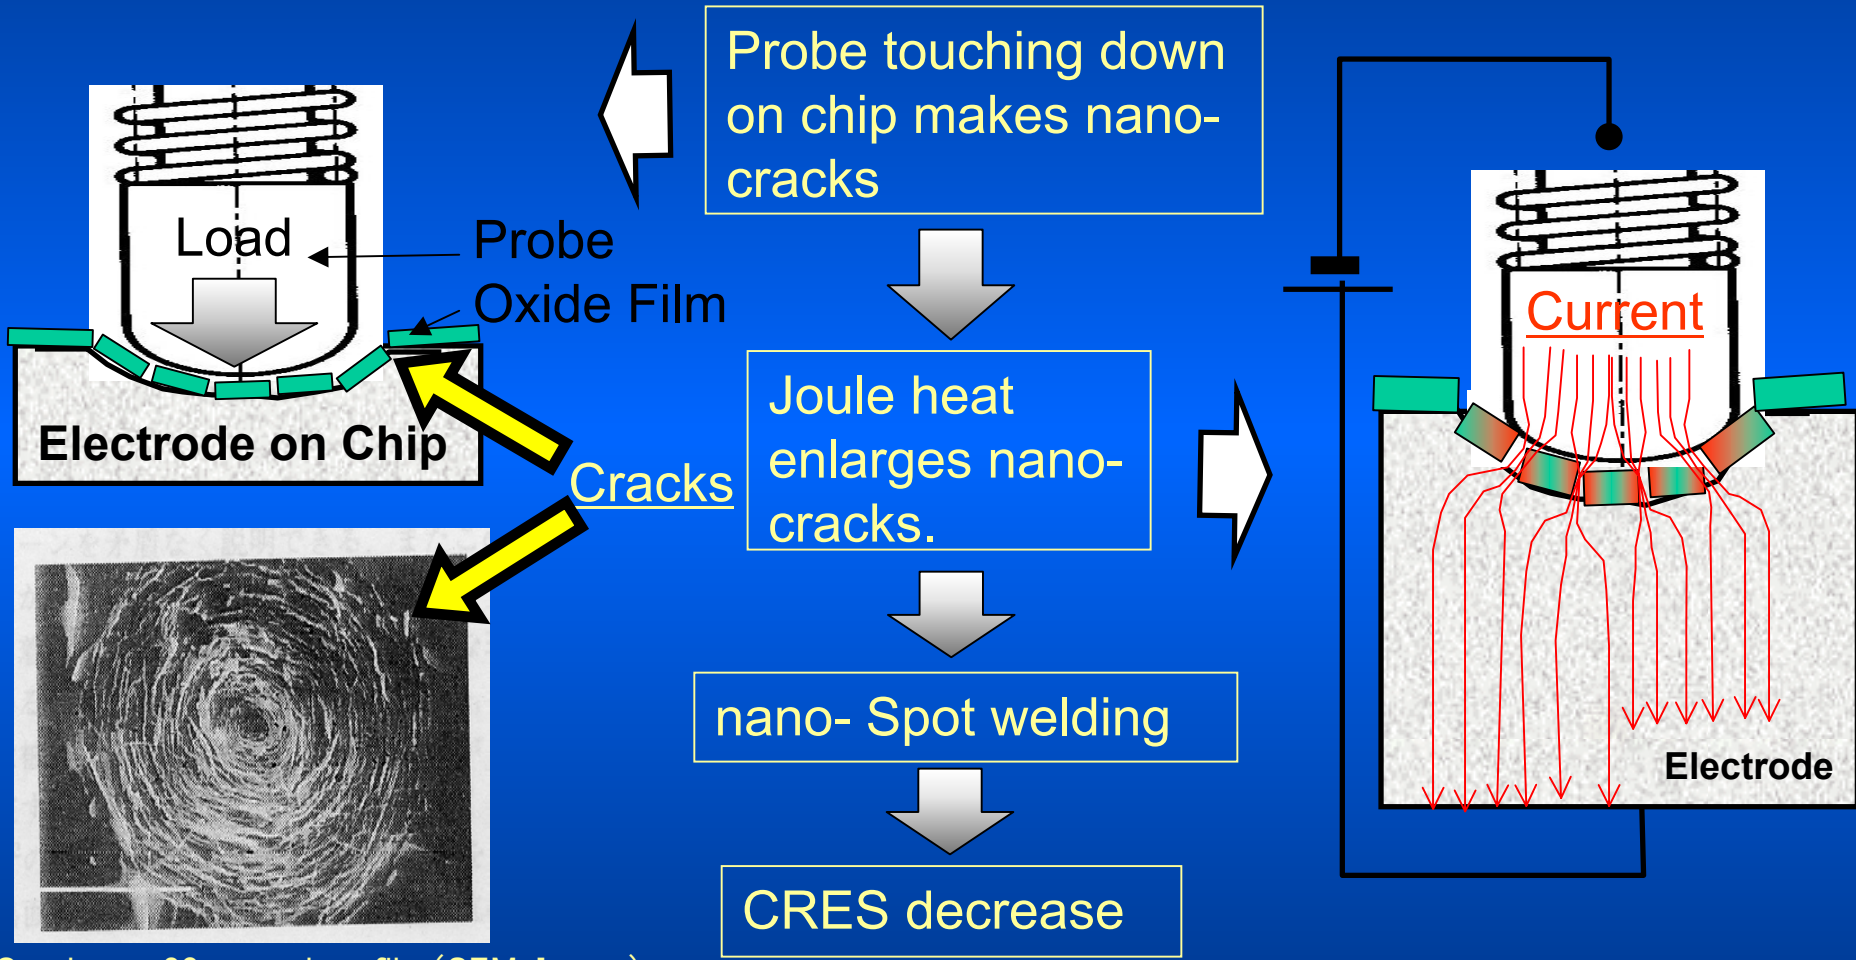 Probe touching down
on chip makes nano-
cracks
Load
Probe
Oxide Film
Electrode on Chip
Cracks
Joule heat
enlarges nano-
cracks.
Current
Electrode
nano- Spot welding
CRES decrease